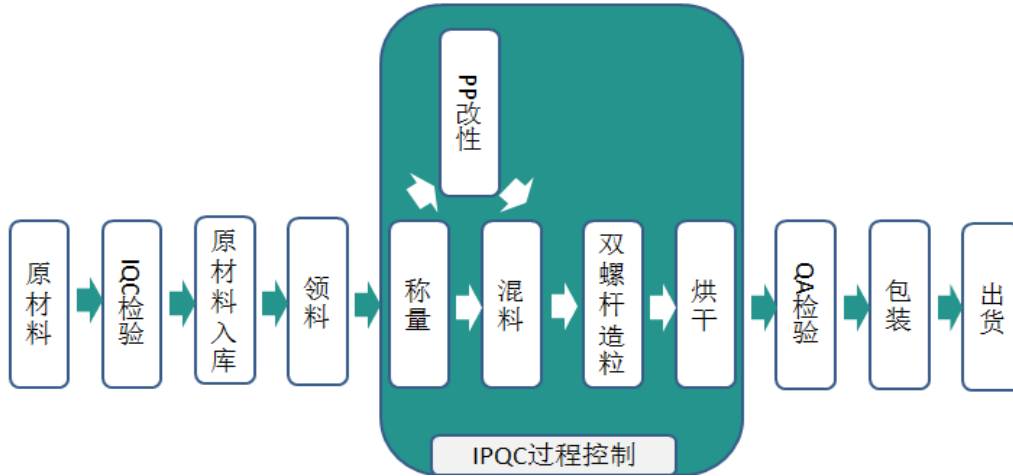 PP改性
原材料
IQC检验
原材料入库
领料
称量
混料
双螺杆造粒
烘干
QA检验
包装
出货
IPQC过程控制